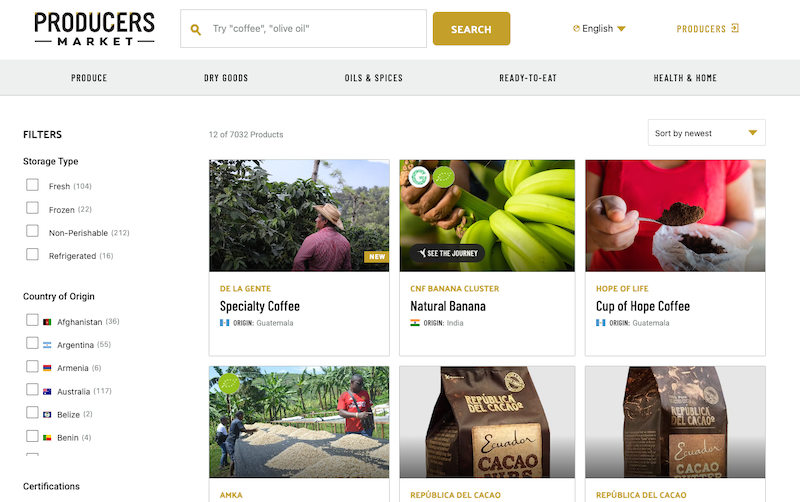 PRODUCERS
MARKET
Try "coffee", "olive oil"
SEARCH
English
PRODUCERS
PRODUCE
DRY GOODS
OILS & SPICES
READY-TO-EAT
HEALTH & HOME
FILTERS
12 of 7032 Products
Sort by newest
Storage Type
Fresh (104)
Frozen (22)
Non-Perishable (212)
Refrigerated (16)
Country of Origin
Afghanistan (36)
Argentina (55)
Armenia (6)
Australia (117)
Belize (2)
Benin (4)
Certifications
NEW
DE LA GENTE
Specialty Coffee
ORIGIN: Guatemala
SEE THE JOURNEY
CNF BANANA CLUSTER
Natural Banana
ORIGIN: India
HOPE OF LIFE
Cup of Hope Coffee
ORIGIN: Guatemala
AMKA
REPÚBLICA
DEL CACAO
Ecuador
CACAO
REPÚBLICA DEL CACAO
REPÚBLICA
DEL CACAO
Ecuador
CACAO
REPÚBLICA DEL CACAO